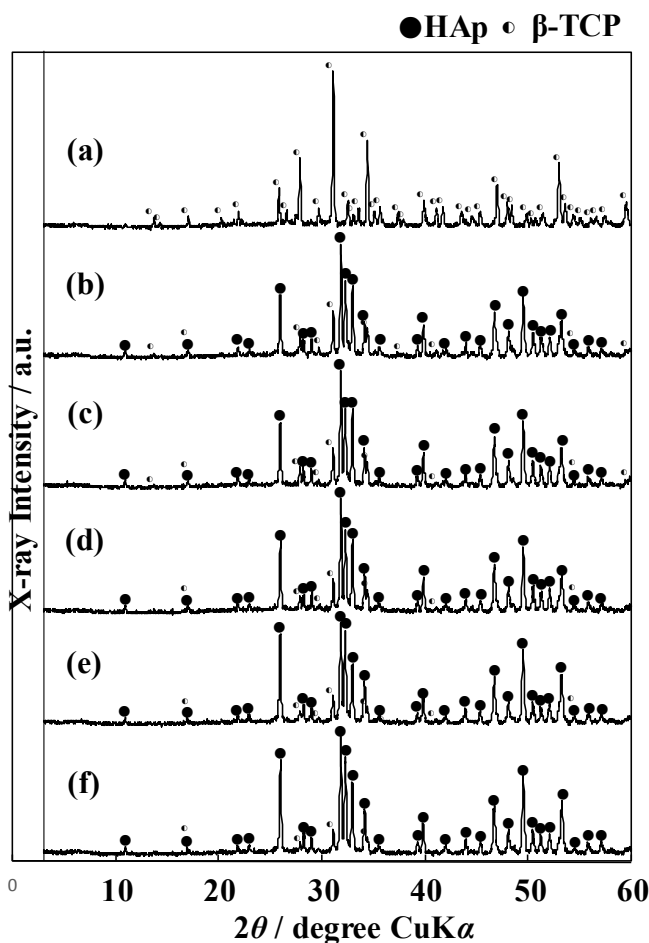 ●HAp ◐ β-TCP
(a)
(b)
(c)
(d)
(e)
(f)
X-ray Intensity / a.u.
0 10 20 30 40 50 60
2θ / degree CuKα